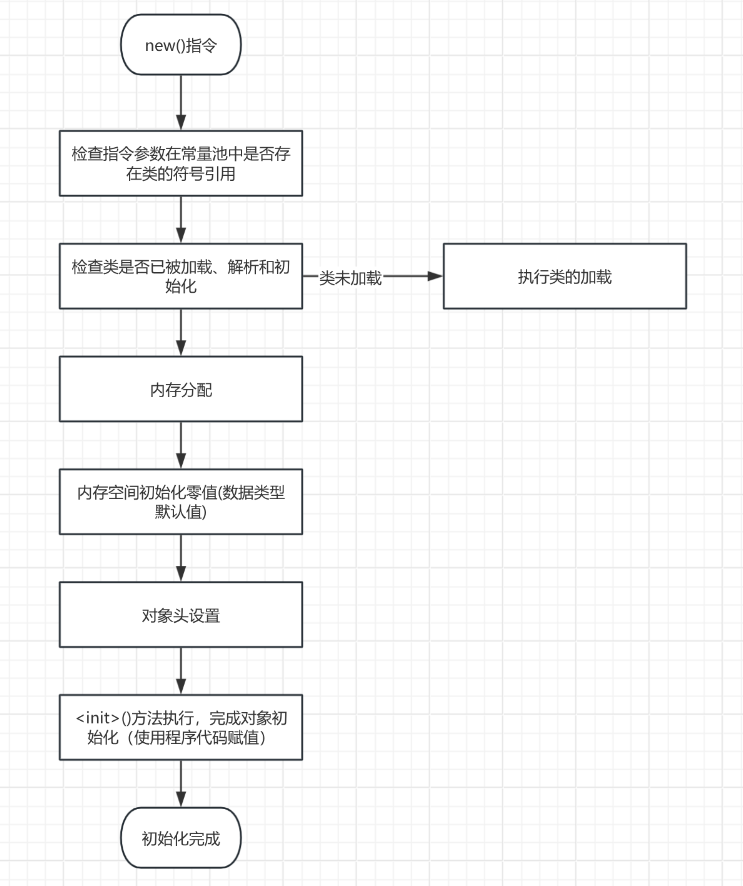 new()指令
检查指令参数在常量池中是否存
在类的符号引用
检查类是否已被加载、解析和初
始化
类未加载
执行类的加载
内存分配
内存空间初始化零值(数据类型
默认值)
对象头设置
<init>()方法执行，完成对象初
始化（使用程序代码赋值）
初始化完成